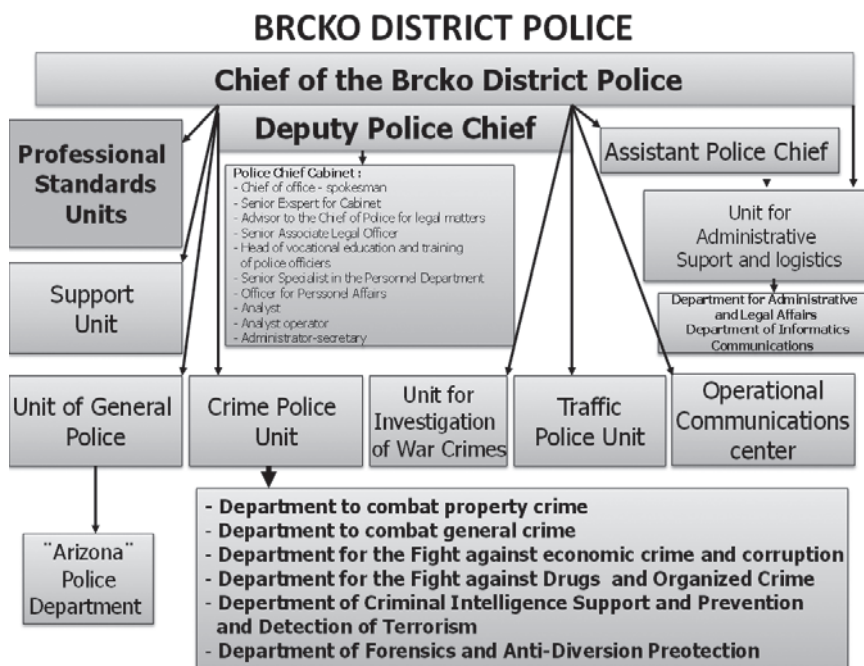 BRCKO DISTRICT POLICE
Chief of the Brcko District Police
Deputy Police Chief
Professional
Standards
Units
Police Chief Cabinet :
- Chief of office - spokesman
- Senior Exspert for Cabinet
- Advisor to the Chief of Police for legal matters
- Senior Associate Legal Officer
- Head of vocational education and training
of police officiers
- Senior Specialist in the Personnel Department
- Officer for Perssonel Affairs
- Analyst
- Analyst operator
- Administrator-secretary
Assistant Police Chief
Unit for
Administrative
Suport and logistics
Department for Administrative
and Legal Affairs
Department of Informatics
Communications
Support
Unit
Unit of General
Police
Crime Police
Unit
Unit for
Investigation
of War Crimes
Traffic
Police Unit
Operational
Communications
center
"Arizona"
Police
Department
- Department to combat property crime
- Department to combat general crime
- Department for the Fight against economic crime and corruption
- Department for the Fight against Drugs and Organized Crime
- Depertment of Criminal Intelligence Support and Prevention
and Detection of Terrorism
- Department of Forensics and Anti-Diversion Preotection